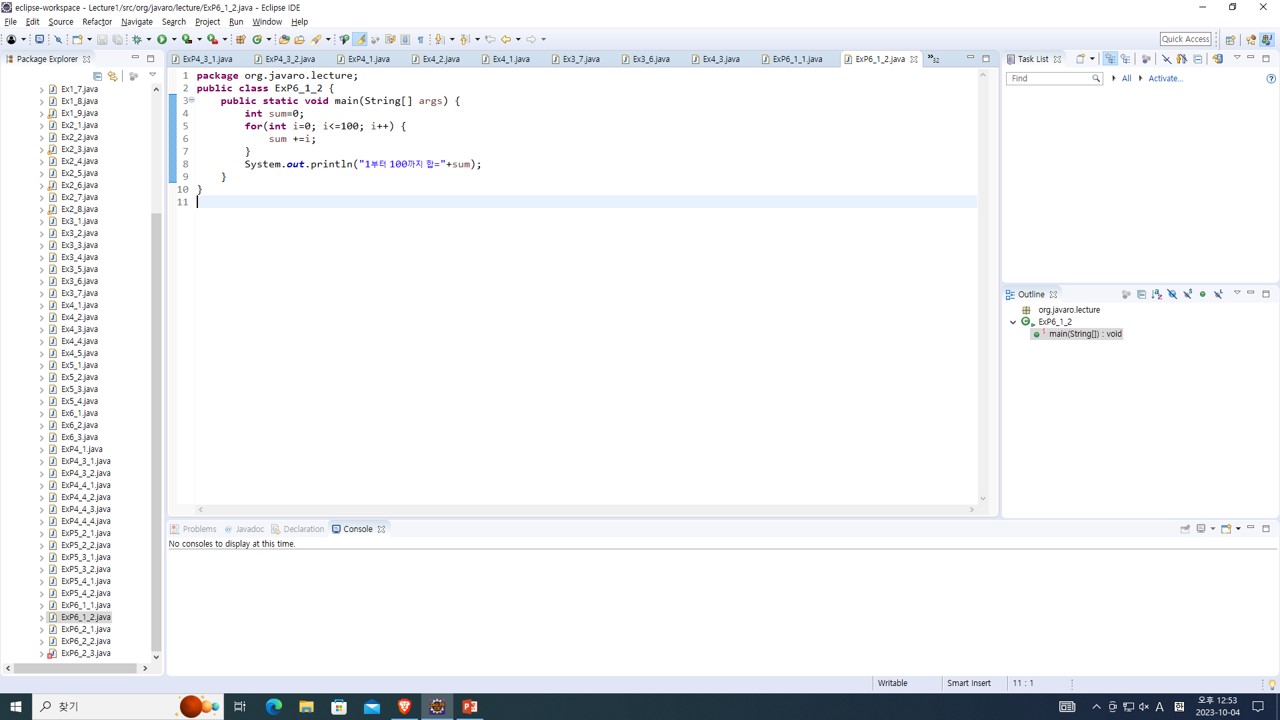 eclipse-workspace - Lecture1/src/org/javaro/lecture/ExP6_1_2.java - Eclipse IDE
File Edit Source Refactor Navigate Search Project Run Window Help
Quick Access
Package Explorer
Ex1_7.java
Ex1_8.java
Ex1_9.java
Ex2_1.java
Ex2_2.java
Ex2_3.java
Ex2_4.java
Ex2_5.java
Ex2_6.java
Ex2_7.java
Ex2_8.java
Ex3_1.java
Ex3_2.java
Ex3_3.java
Ex3_4.java
Ex3_5.java
Ex3_6.java
Ex3_7.java
Ex4_1.java
Ex4_2.java
Ex4_3.java
Ex4_4.java
Ex4_5.java
Ex5_1.java
Ex5_2.java
Ex5_3.java
Ex5_4.java
Ex6_1.java
Ex6_2.java
Ex6_3.java
ExP4_1.java
ExP4_3_1.java
ExP4_3_2.java
ExP4_4_1.java
ExP4_4_2.java
ExP4_4_3.java
ExP4_4_4.java
ExP5_2_1.java
ExP5_2_2.java
ExP5_3_1.java
ExP5_3_2.java
ExP5_4_1.java
ExP5_4_2.java
ExP6_1_1.java
ExP6_1_2.java
ExP6_2_1.java
ExP6_2_2.java
ExP6_2_3.java
ExP4_3_1.java ExP4_3_2.java ExP4_1.java Ex4_2.java Ex4_1.java Ex3_7.java Ex3_6.java Ex4_3.java ExP6_1_1.java ExP6_1_2.java
1 package org.javaro.lecture;
2 public class ExP6_1_2 {
3 public static void main(String[] args) {
4 int sum=0;
5 for(int i=0; i<=100; i++) {
6 sum +=i;
7 }
8 System.out.println("1부터 100까지 합="+sum);
9 }
10 }
11
Problems Javadoc Declaration Console
No consoles to display at this time.
Task List
Find All Activate...
Outline
org.javaro.lecture
ExP6_1_2
main(String[]) : void
Writable Smart Insert 11 : 1
찾기
A
오후 12:53
2023-10-04